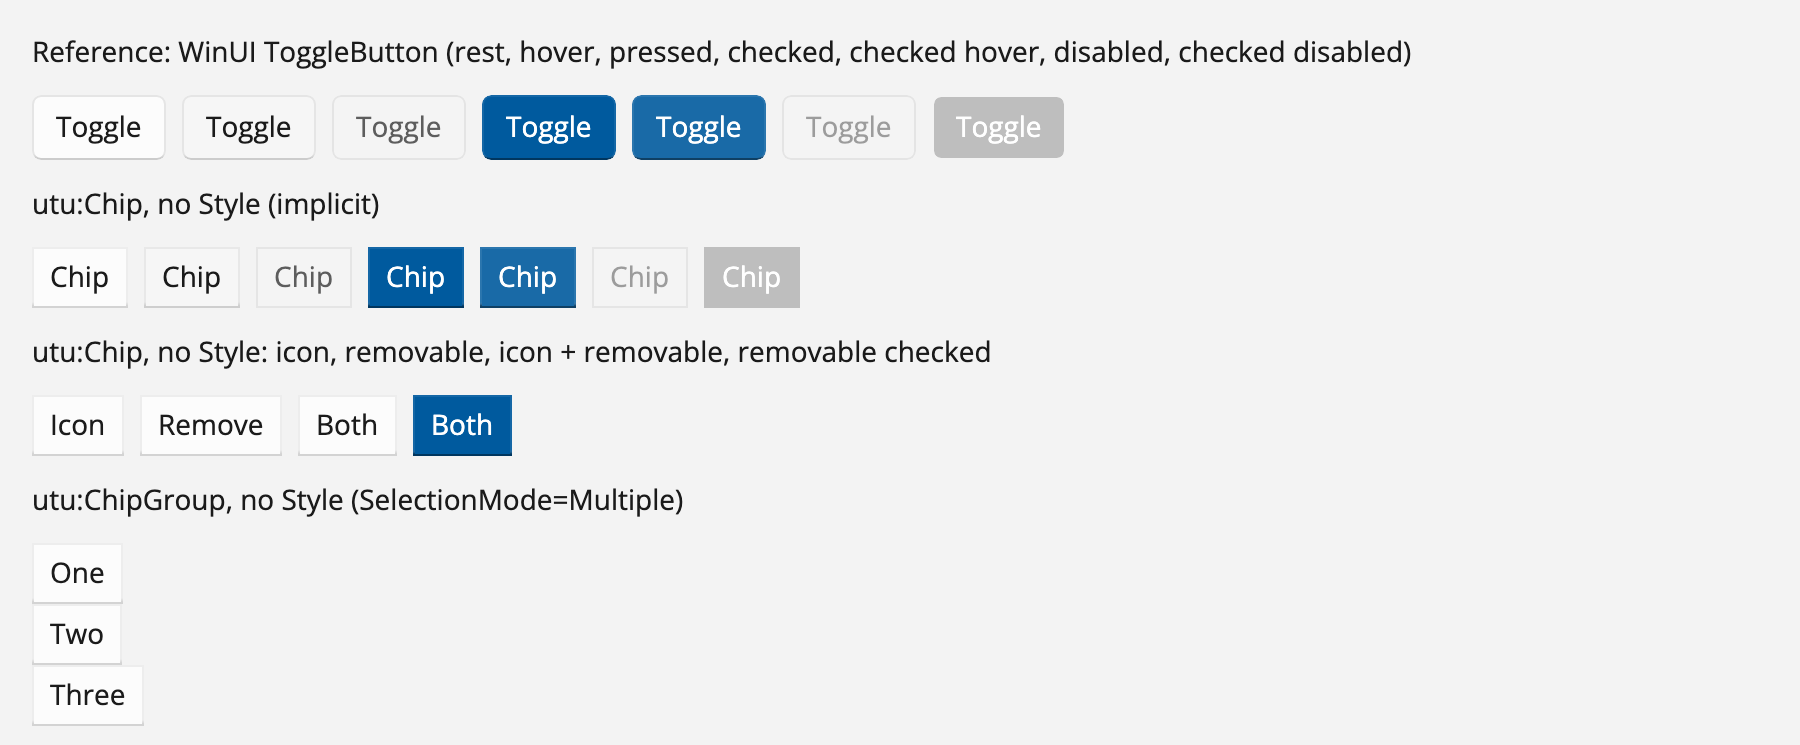 Reference: WinUI ToggleButton (rest, hover, pressed, checked, checked hover, disabled, checked disabled)
Toggle Toggle Toggle Toggle Toggle Toggle Toggle
utu:Chip, no Style (implicit)
Chip Chip Chip Chip Chip Chip Chip
utu:Chip, no Style: icon, removable, icon + removable, removable checked
Icon Remove Both Both
utu:ChipGroup, no Style (SelectionMode=Multiple)
One
Two
Three